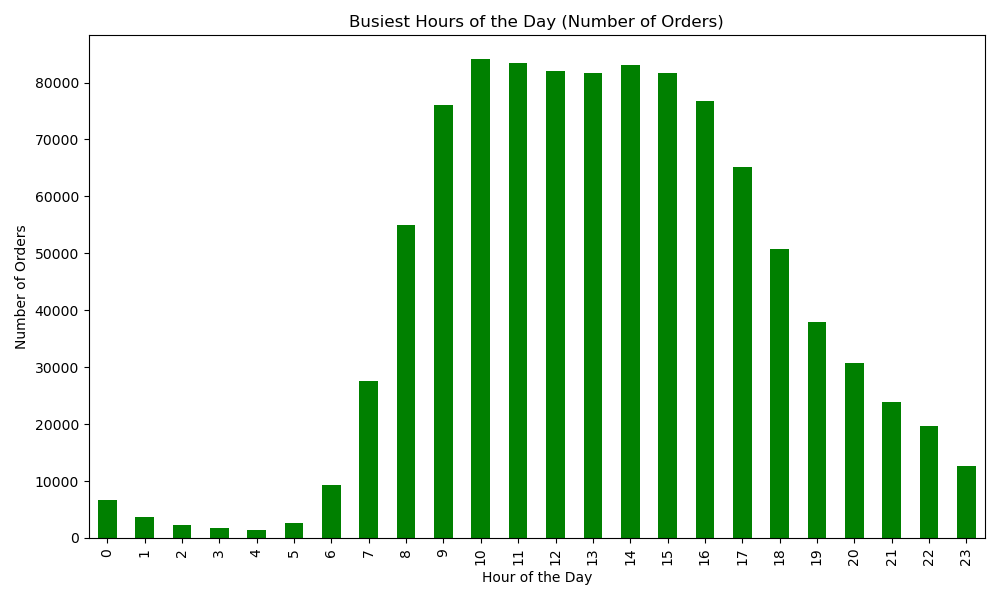 Busiest Hours of the Day (Number of Orders)
Number of Orders
80000
70000
60000
50000
40000
30000
20000
10000
0
0 1 2 3 4 5 6 7 8 9 10 11 12 13 14 15 16 17 18 19 20 21 22 23
Hour of the Day